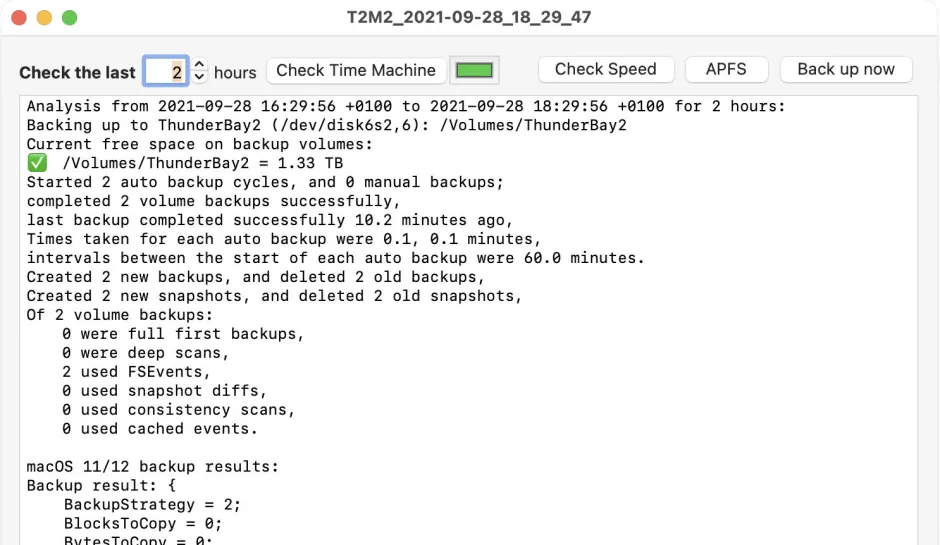 T2M2_2021-09-28_18_29_47
Check the last 2 hours Check Time Machine Check Speed APFS Back up now
Analysis from 2021-09-28 16:29:56 +0100 to 2021-09-28 18:29:56 +0100 for 2 hours:
Backing up to ThunderBay2 (/dev/disk6s2,6): /Volumes/ThunderBay2
Current free space on backup volumes:
✅ /Volumes/ThunderBay2 = 1.33 TB
Started 2 auto backup cycles, and 0 manual backups;
completed 2 volume backups successfully,
last backup completed successfully 10.2 minutes ago,
Times taken for each auto backup were 0.1, 0.1 minutes,
intervals between the start of each auto backup were 60.0 minutes.
Created 2 new backups, and deleted 2 old backups,
Created 2 new snapshots, and deleted 2 old snapshots,
Of 2 volume backups:
0 were full first backups,
0 were deep scans,
2 used FSEvents,
0 used snapshot diffs,
0 used consistency scans,
0 used cached events.
macOS 11/12 backup results:
Backup result: {
BackupStrategy = 2;
BlocksToCopy = 0;
BytesToCopy = 0;